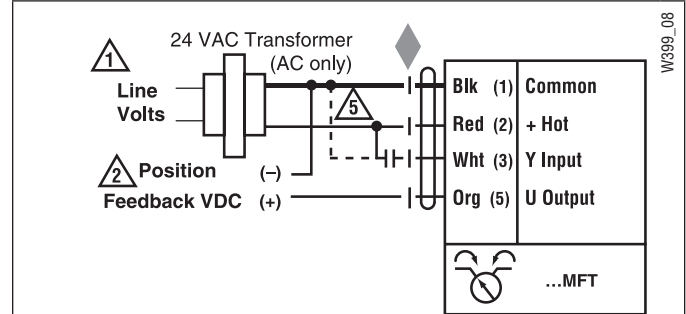 W399_08
1
24 VAC Transformer
(AC only)
Line
Volts
5
Blk (1) Common
Red (2) + Hot
Wht (3) Y Input
Org (5) U Output
2 Position (–)
Feedback VDC (+)
...MFT